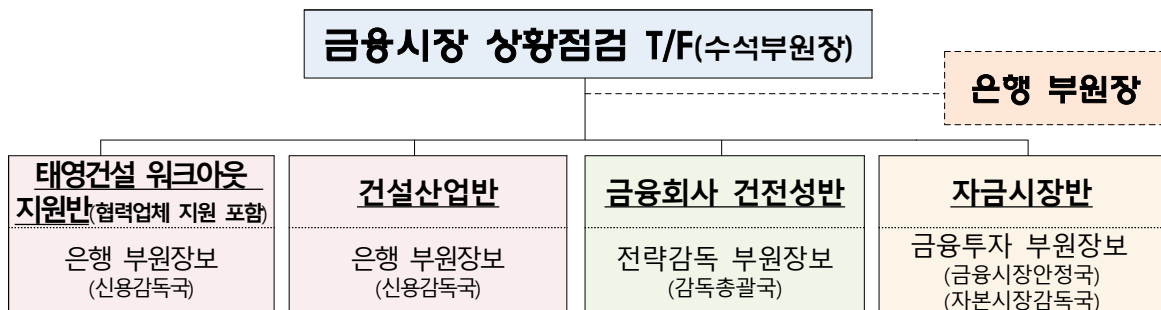 금융시장 상황점검 T/F(수석부원장)
은행 부원장
태영건설 워크아웃
지원반(협력업체 지원 포함)
은행 부원장보
(신용감독국)
건설산업반
은행 부원장보
(신용감독국)
금융회사 건전성반
전략감독 부원장보
(감독총괄국)
자금시장반
금융투자 부원장보
(금융시장안정국)
(자본시장감독국)